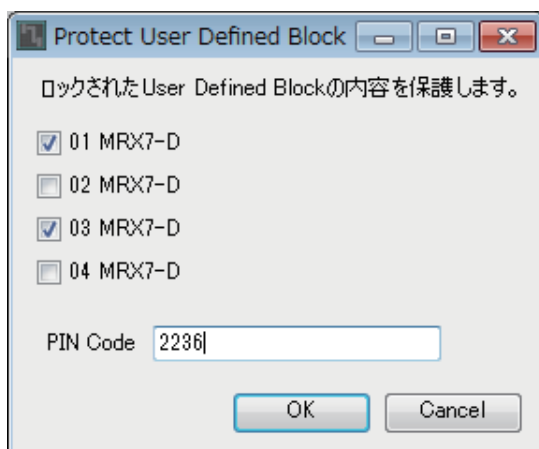 Protect User Defined Block
ロックされたUser Defined Blockの内容を保護します。
01 MRX7-D
02 MRX7-D
03 MRX7-D
04 MRX7-D
PIN Code 2236
OK Cancel